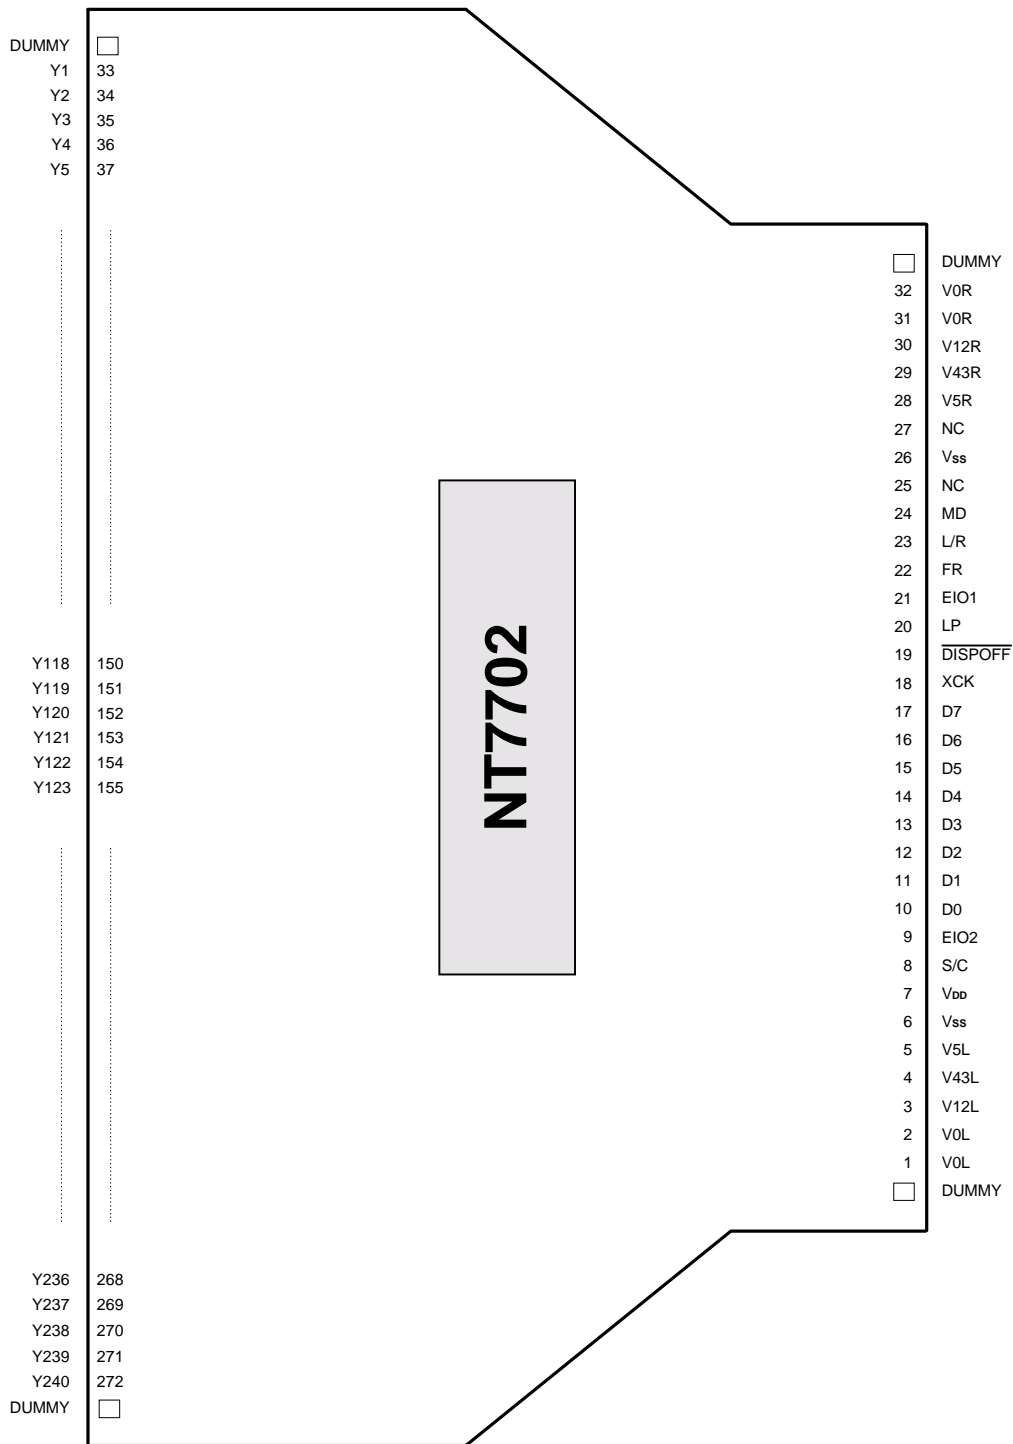 DUMMY
Y1 33
Y2 34
Y3 35
Y4 36
Y5 37
Y118 150
Y119 151
Y120 152
Y121 153
Y122 154
Y123 155
Y236 268
Y237 269
Y238 270
Y239 271
Y240 272
DUMMY
NT7702
DUMMY
32 V0R
31 V0R
30 V12R
29 V43R
28 V5R
27 NC
26 Vss
25 NC
24 MD
23 L/R
22 FR
21 EIO1
20 LP
19 DISPOFF
18 XCK
17 D7
16 D6
15 D5
14 D4
13 D3
12 D2
11 D1
10 D0
9 EIO2
8 S/C
7 VDD
6 Vss
5 V5L
4 V43L
3 V12L
2 V0L
1 V0L
DUMMY